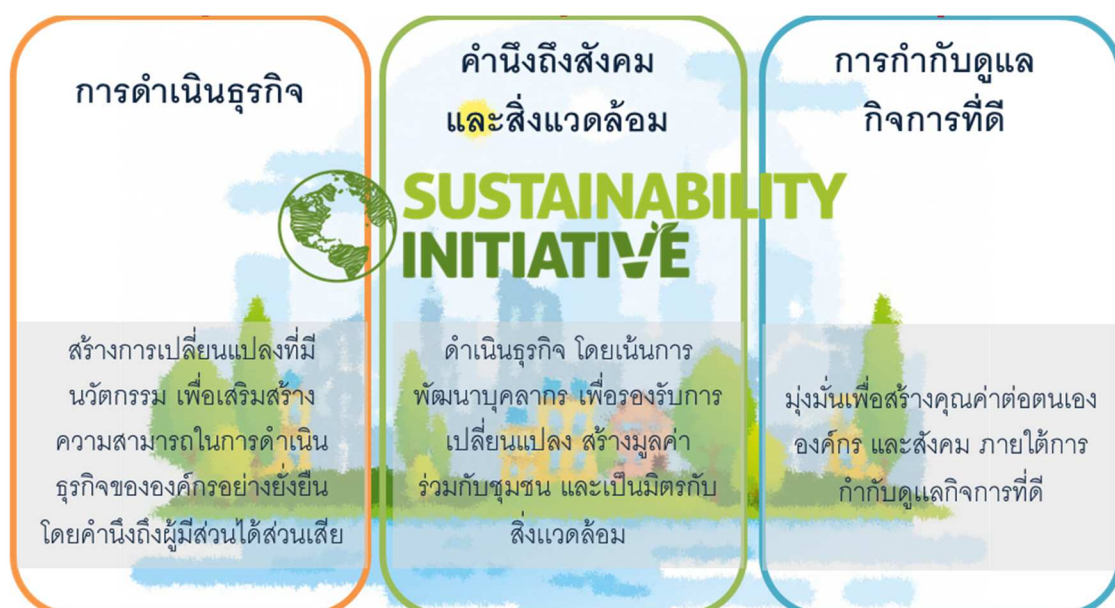 การดำเนินธุรกิจ
คำนึงถึงสังคม
และสิ่งแวดล้อม
การกำกับดูแล
กิจการที่ดี
SUSTAINABILITY
INITIATIVE
สร้างการเปลี่ยนแปลงที่มี
นวัตกรรม เพื่อเสริมสร้าง
ความสามารถในการดำเนิน
ธุรกิจขององค์กรอย่างยั่งยืน
โดยคำนึงถึงผู้มีส่วนได้ส่วนเสีย
ดำเนินธุรกิจ โดยเน้นการ
พัฒนาบุคลากร เพื่อรองรับการ
เปลี่ยนแปลง สร้างมูลค่า
ร่วมกับชุมชน และเป็นมิตรกับ
สิ่งแวดล้อม
มุ่งมั่นเพื่อสร้างคุณค่าต่อตนเอง
องค์กร และสังคม ภายใต้การ
กำกับดูแลกิจการที่ดี